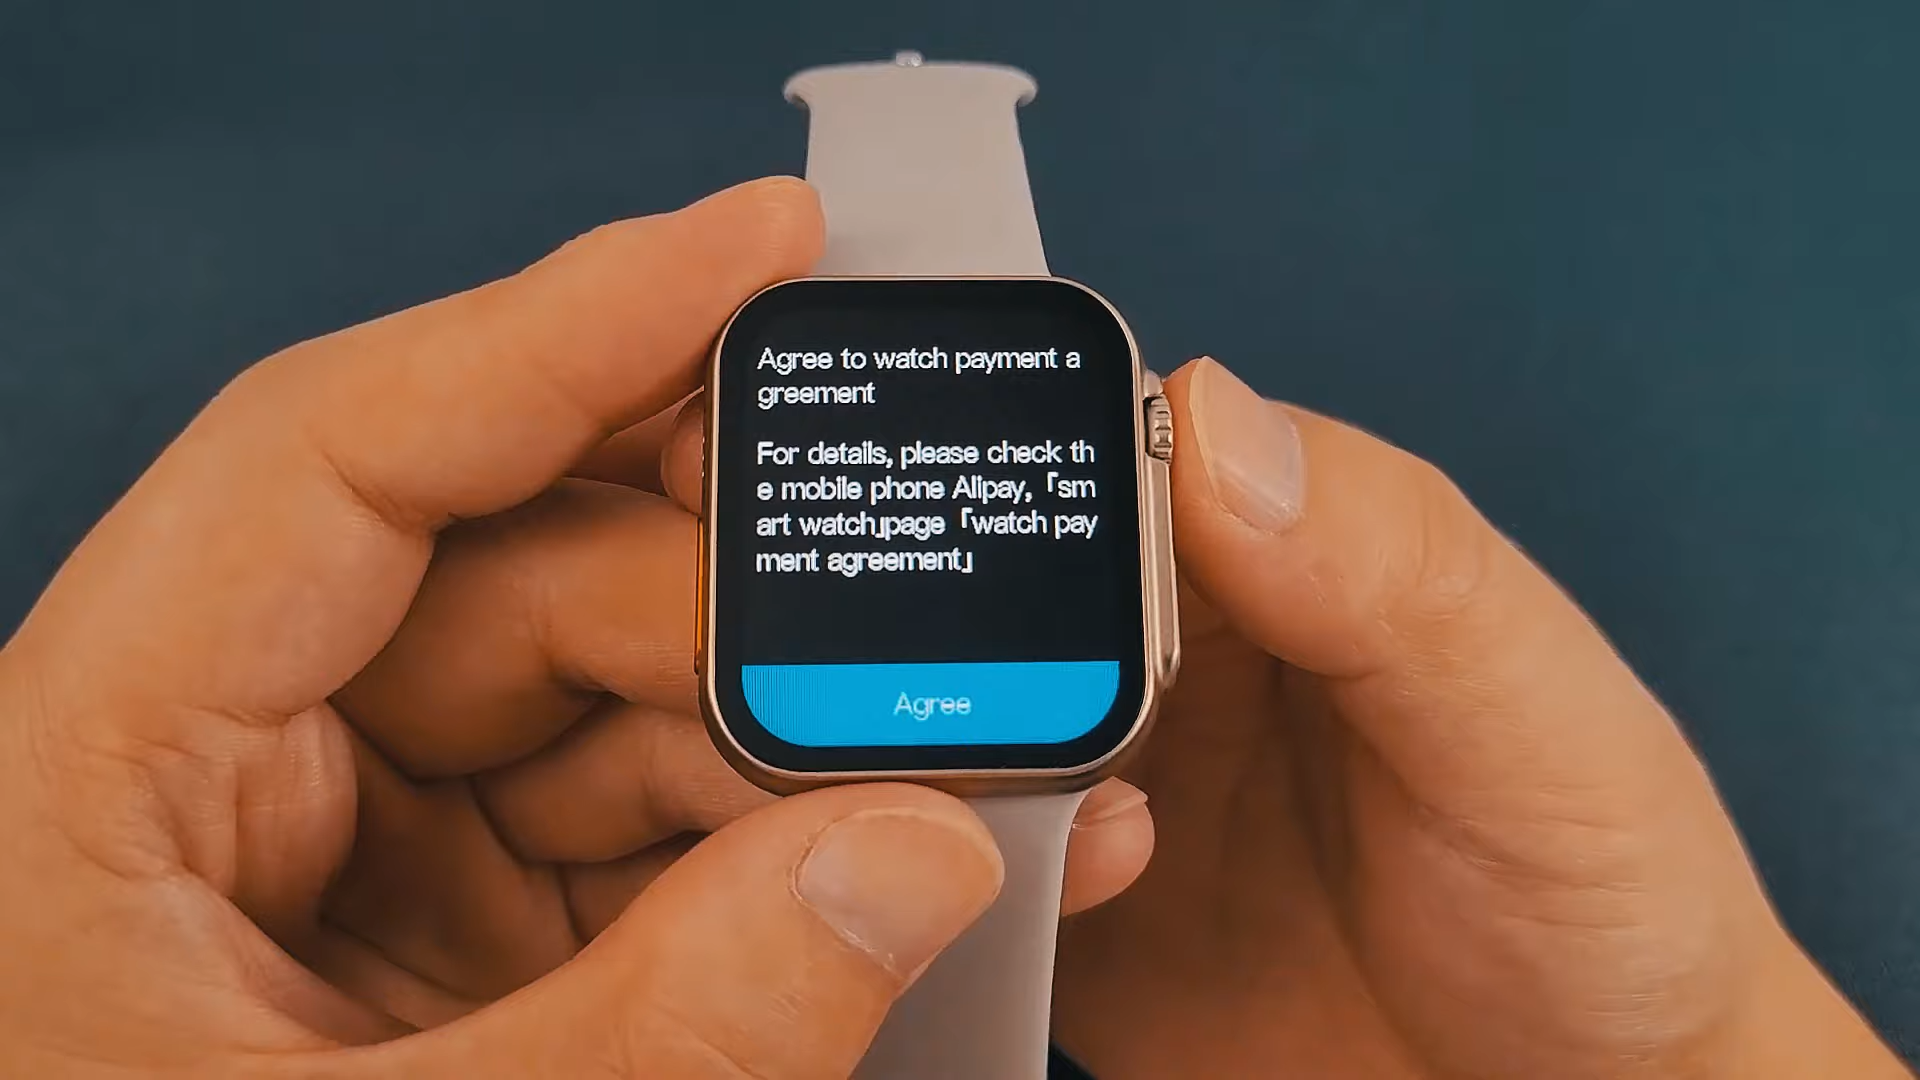 Agree to watch payment a
greement
For details, please check th
e mobile phone Alipay,「sm
art watch」page「watch pay
ment agreement」
Agree